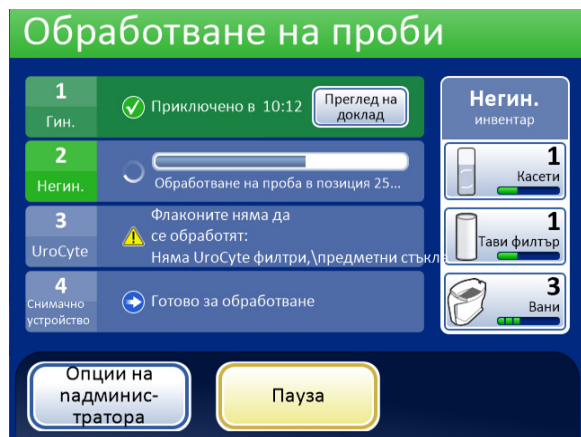 Обработване на проби
1
Гин.
Приключено в 10:12
Преглед на
доклад
2
Негин.
Обработване на проба в позиция 25...
3
UroCyte
Флаконите няма да
се обработят:
Няма UroCyte филтри,\предметни стъкла
4
Снимачно
устройство
Готово за обработване
Негин.
инвентар
1
Касети
1
Тави филтър
3
Вани
Опции на
падминис-
тратора
Пауза